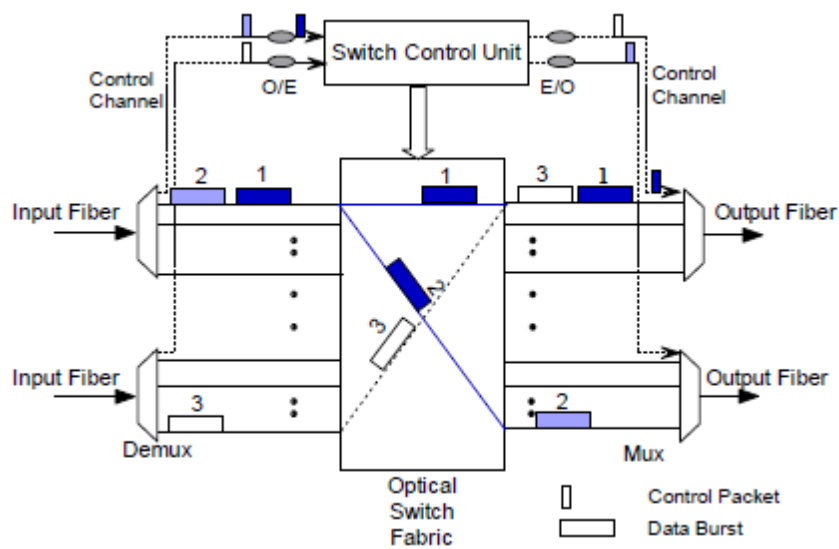 Switch Control Unit
Control
Channel
O/E
E/O
Control
Channel
2
1
1
3
1
Input Fiber
Output Fiber
2
3
Input Fiber
Output Fiber
3
2
Demux
Mux
Optical
Switch
Fabric
Control Packet
Data Burst